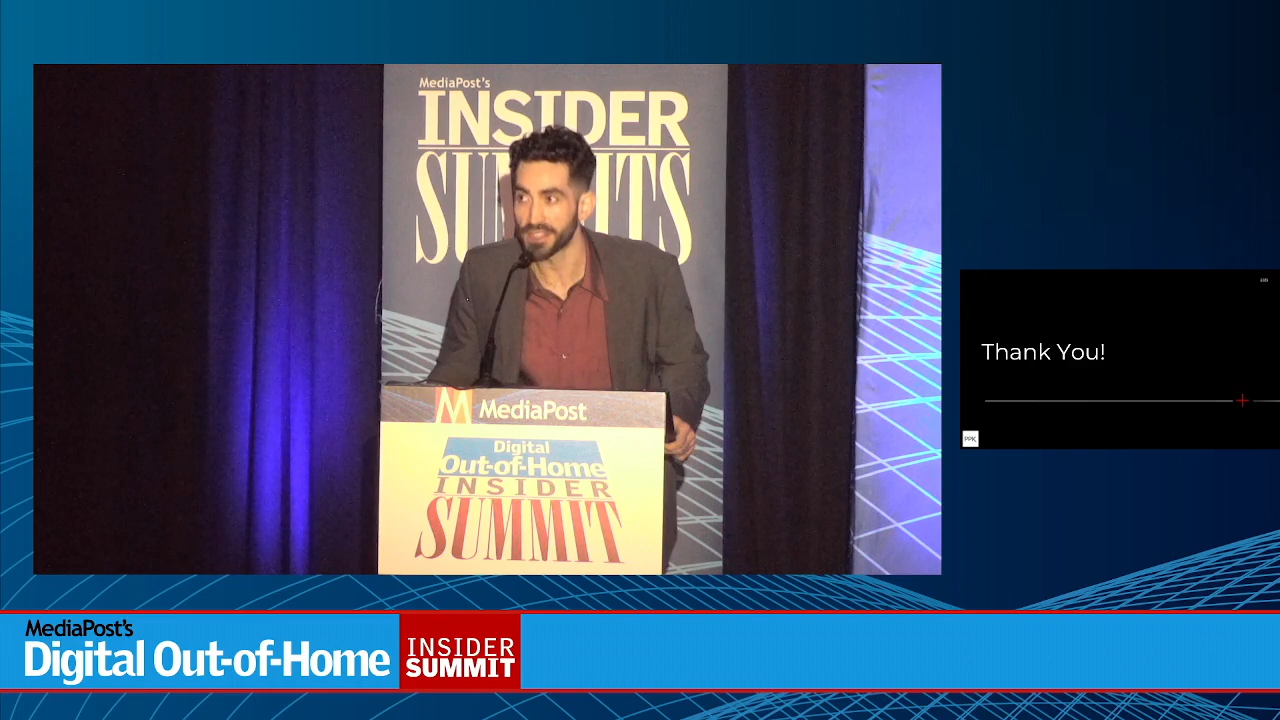 MediaPost's
INSIDER
SUMMITS
MediaPost
Digital
Out-of-Home
INSIDER
SUMMIT
Thank You!
PPK
MediaPost's
Digital Out-of-Home
INSIDER
SUMMIT